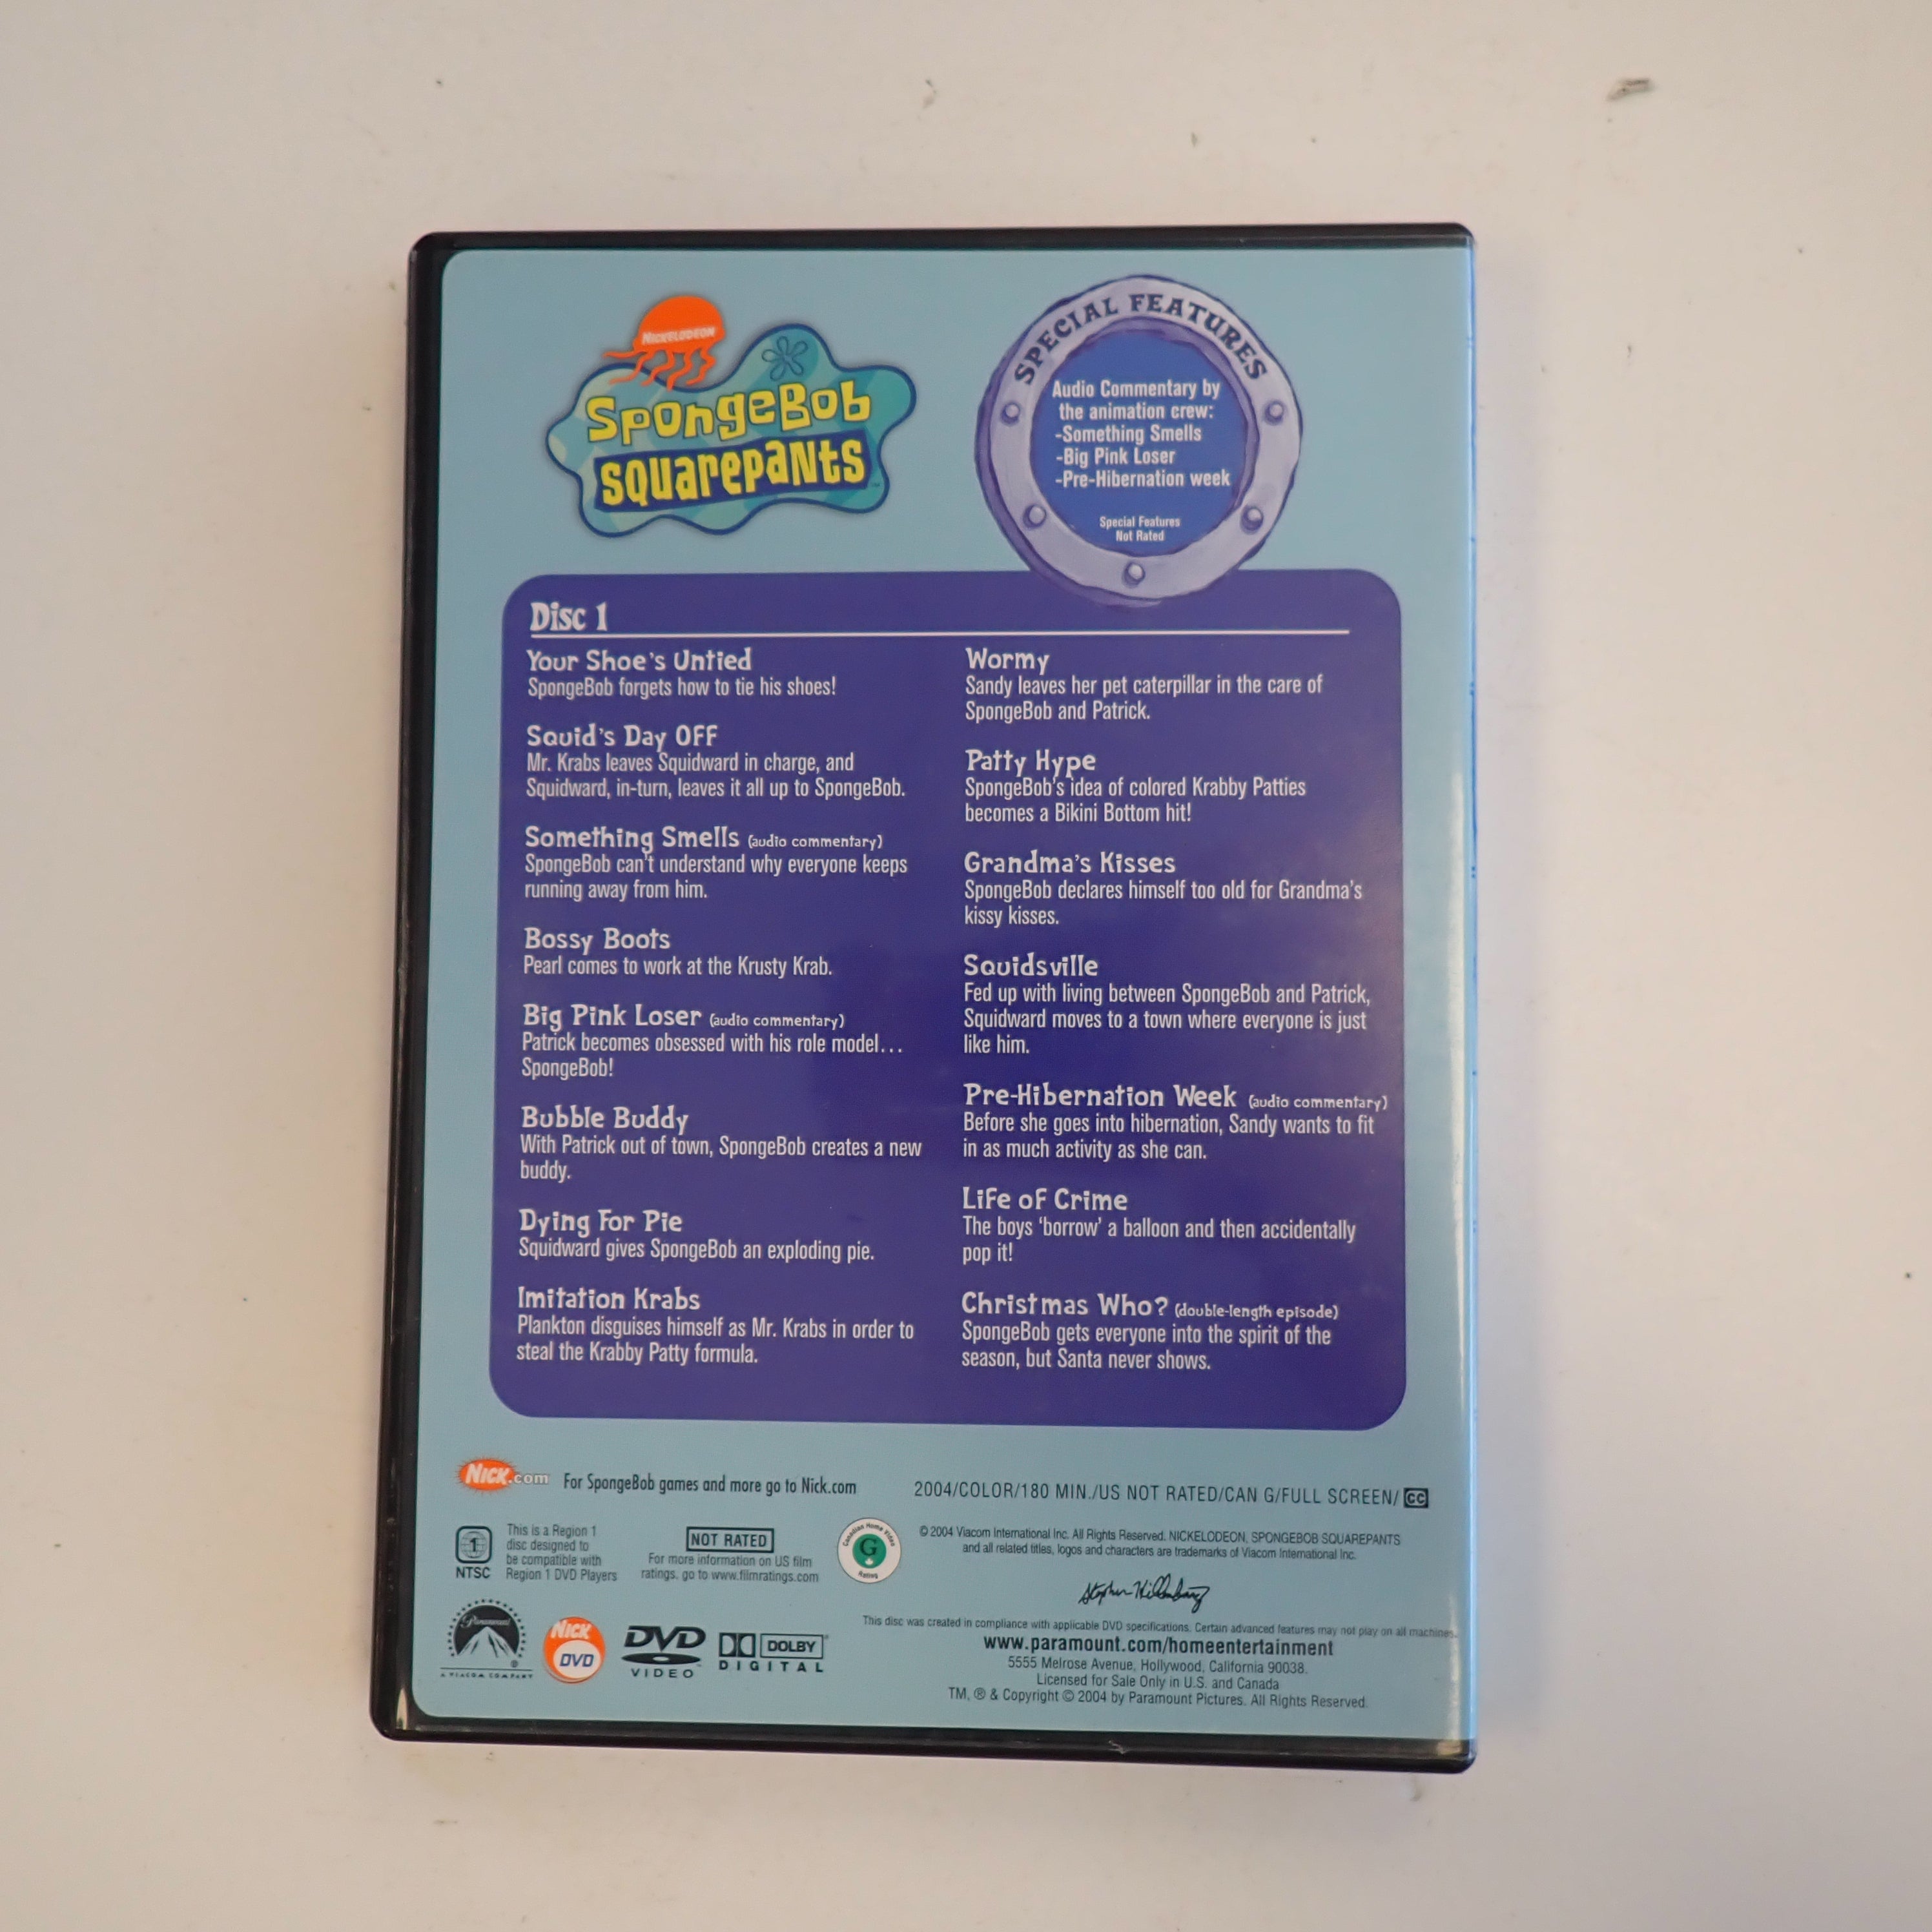 NICKELODEON
SpongeBob
SquarePants
SPECIAL FEATURES
Audio Commentary by
the animation crew:
-Something Smells
-Big Pink Loser
-Pre-Hibernation week
Special Features
Not Rated
Disc 1
Your Shoe's Untied
SpongeBob forgets how to tie his shoes!
Squid's Day Off
Mr. Krabs leaves Squidward in charge, and
Squidward, in-turn, leaves it all up to SpongeBob.
Something Smells (audio commentary)
SpongeBob can't understand why everyone keeps
running away from him.
Bossy Boots
Pearl comes to work at the Krusty Krab.
Big Pink Loser (audio commentary)
Patrick becomes obsessed with his role model...
SpongeBob!
Bubble Buddy
With Patrick out of town, SpongeBob creates a new
buddy.
Dying For Pie
Squidward gives SpongeBob an exploding pie.
Imitation Krabs
Plankton disguises himself as Mr. Krabs in order to
steal the Krabby Patty formula.
Wormy
Sandy leaves her pet caterpillar in the care of
SpongeBob and Patrick.
Patty Hype
SpongeBob's idea of colored Krabby Patties
becomes a Bikini Bottom hit!
Grandma's Kisses
SpongeBob declares himself too old for Grandma's
kissy kisses.
Squidsville
Fed up with living between SpongeBob and Patrick,
Squidward moves to a town where everyone is just
like him.
Pre-Hibernation Week (audio commentary)
Before she goes into hibernation, Sandy wants to fit
in as much activity as she can.
Life of Crime
The boys 'borrow' a balloon and then accidentally
pop it!
Christmas Who? (double-length episode)
SpongeBob gets everyone into the spirit of the
season, but Santa never shows.
NICK.com
For SpongeBob games and more go to Nick.com
2004/COLOR/180 MIN./US NOT RATED/CAN G/FULL SCREEN/ CC
1
NTSC
This is a Region 1
disc designed to
be compatible with
Region 1 DVD Players
NOT RATED
For more information on US film
ratings, go to www.filmratings.com
Canadian Home Video
G
Rating
© 2004 Viacom International Inc. All Rights Reserved. NICKELODEON, SPONGEBOB SQUAREPANTS
and all related titles, logos and characters are trademarks of Viacom International Inc.
Stephen Hillenburg
Paramount
A VIACOM COMPANY
NICK
DVD
DVD
VIDEO
DOLBY
DIGITAL
This disc was created in compliance with applicable DVD specifications. Certain advanced features may not play on all machines.
www.paramount.com/homeentertainment
5555 Melrose Avenue, Hollywood, California 90038.
Licensed for Sale Only in U.S. and Canada
TM, ® & Copyright © 2004 by Paramount Pictures. All Rights Reserved.